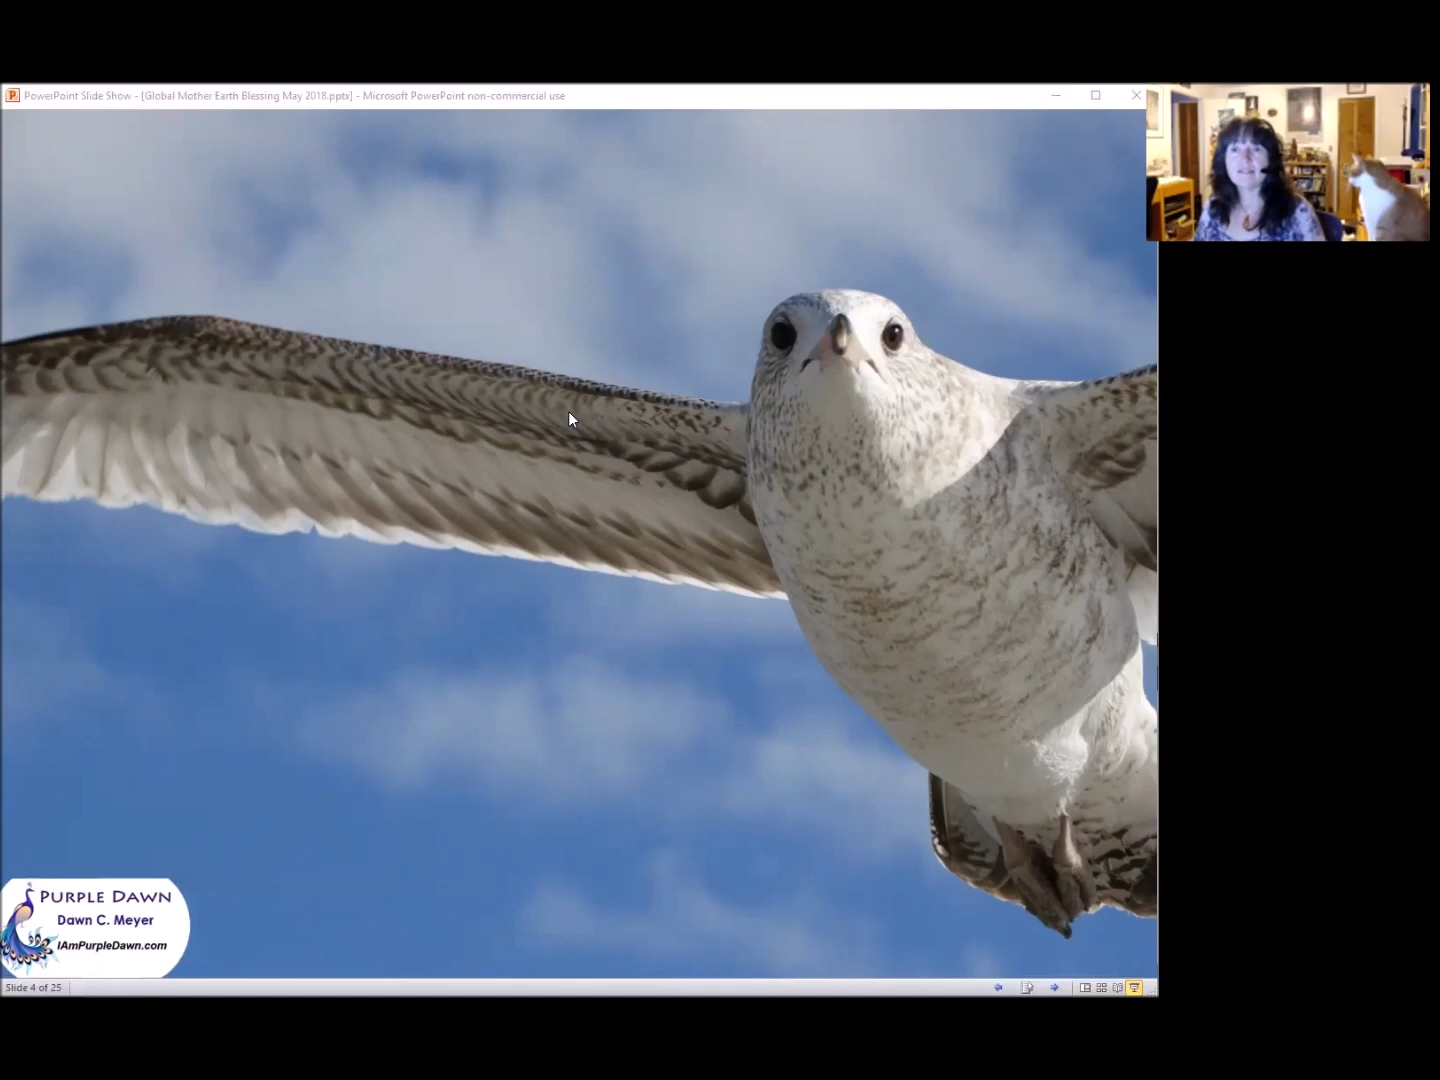 PowerPoint Slide Show - [Global Mother Earth Blessing May 2018.pptx] - Microsoft PowerPoint non-commercial use
PURPLE DAWN
Dawn C. Meyer
IAmPurpleDawn.com
Slide 4 of 25